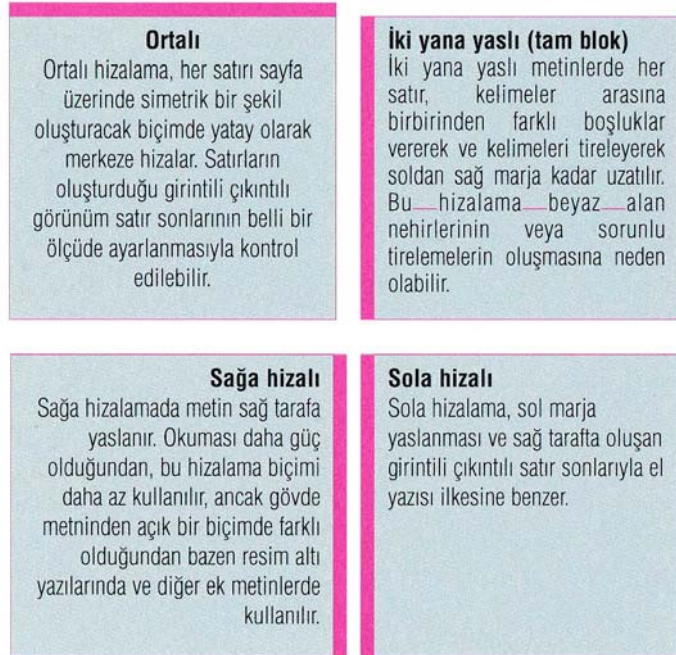 Ortalı
Ortalı hizalama, her satırı sayfa
üzerinde simetrik bir şekil
oluşturacak biçimde yatay olarak
merkeze hizalar. Satırların
oluşturduğu girintili çıkıntılı
görünüm satır sonlarının belli bir
ölçüde ayarlanmasıyla kontrol
edilebilir.
İki yana yaslı (tam blok)
İki yana yaslı metinlerde her
satır, kelimeler arasına
birbirinden farklı boşluklar
vererek ve kelimeleri tireleyerek
soldan sağ marja kadar uzatılır.
Bu hizalama beyaz alan
nehirlerinin veya sorunlu
tirelemelerin oluşmasına neden
olabilir.
Sağa hizalı
Sağa hizalamada metin sağ tarafa
yaslanır. Okuması daha güç
olduğundan, bu hizalama biçimi
daha az kullanılır, ancak gövde
metninden açık bir biçimde farklı
olduğundan bazen resim altı
yazılarında ve diğer ek metinlerde
kullanılır.
Sola hizalı
Sola hizalama, sol marja
yaslanması ve sağ tarafta oluşan
girintili çıkıntılı satır sonlarıyla el
yazısı ilkesine benzer.